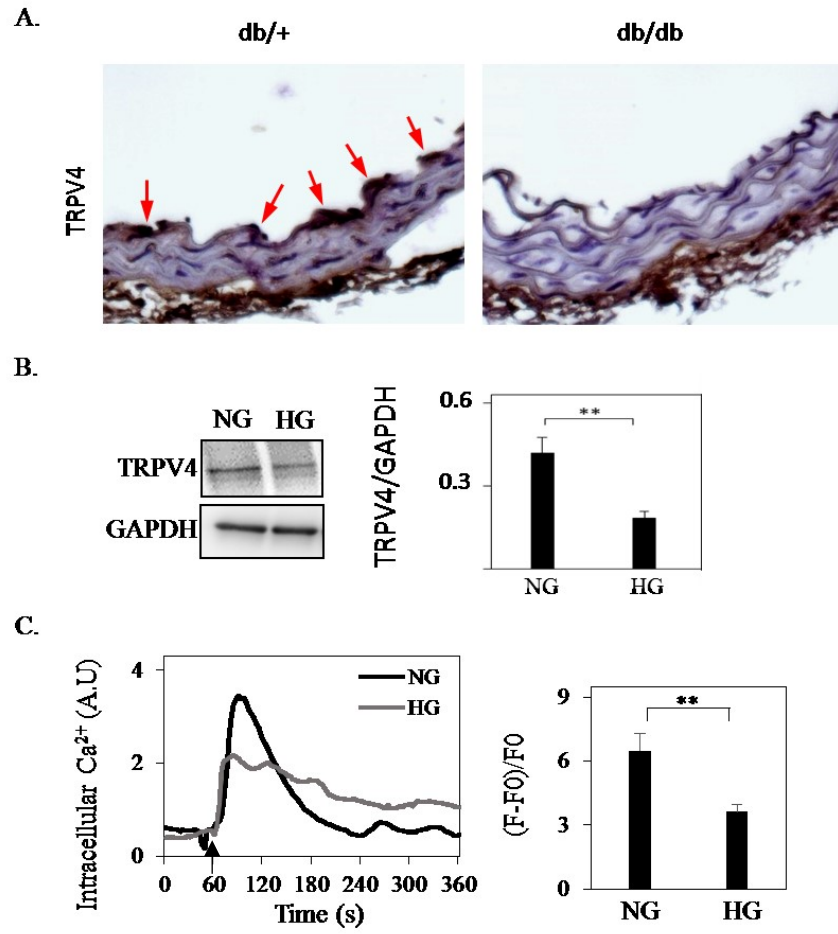 A.
db/+
db/db
TRPV4
B.
NG HG
TRPV4
GAPDH
TRPV4/GAPDH
0.6
0.3
**
NG
HG
C.
Intracellular Ca²⁺ (A.U)
4
2
0
NG
HG
0 60 120 180 240 300 360
Time (s)
(F-F0)/F0
9
6
3
0
**
NG
HG